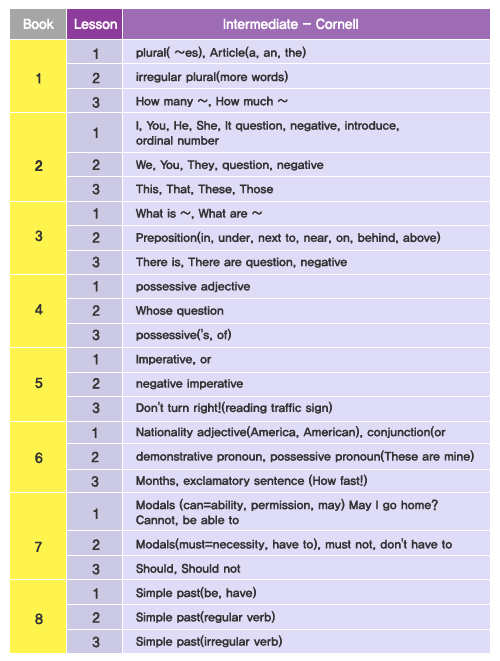 Book Lesson Intermediate - Cornell
1
1 plural( ~es), Article(a, an, the)
2 irregular plural(more words)
3 How many ~, How much ~
2
1 I, You, He, She, It question, negative, introduce,
ordinal number
2 We, You, They, question, negative
3 This, That, These, Those
3
1 What is ~, What are ~
2 Preposition(in, under, next to, near, on, behind, above)
3 There is, There are question, negative
4
1 possessive adjective
2 Whose question
3 possessive('s, of)
5
1 Imperative, or
2 negative imperative
3 Don't turn right!(reading traffic sign)
6
1 Nationality adjective(America, American), conjunction(or
2 demonstrative pronoun, possessive pronoun(These are mine)
3 Months, exclamatory sentence (How fast!)
7
1 Modals (can=ability, permission, may) May I go home?
Cannot, be able to
2 Modals(must=necessity, have to), must not, don't have to
3 Should, Should not
8
1 Simple past(be, have)
2 Simple past(regular verb)
3 Simple past(irregular verb)